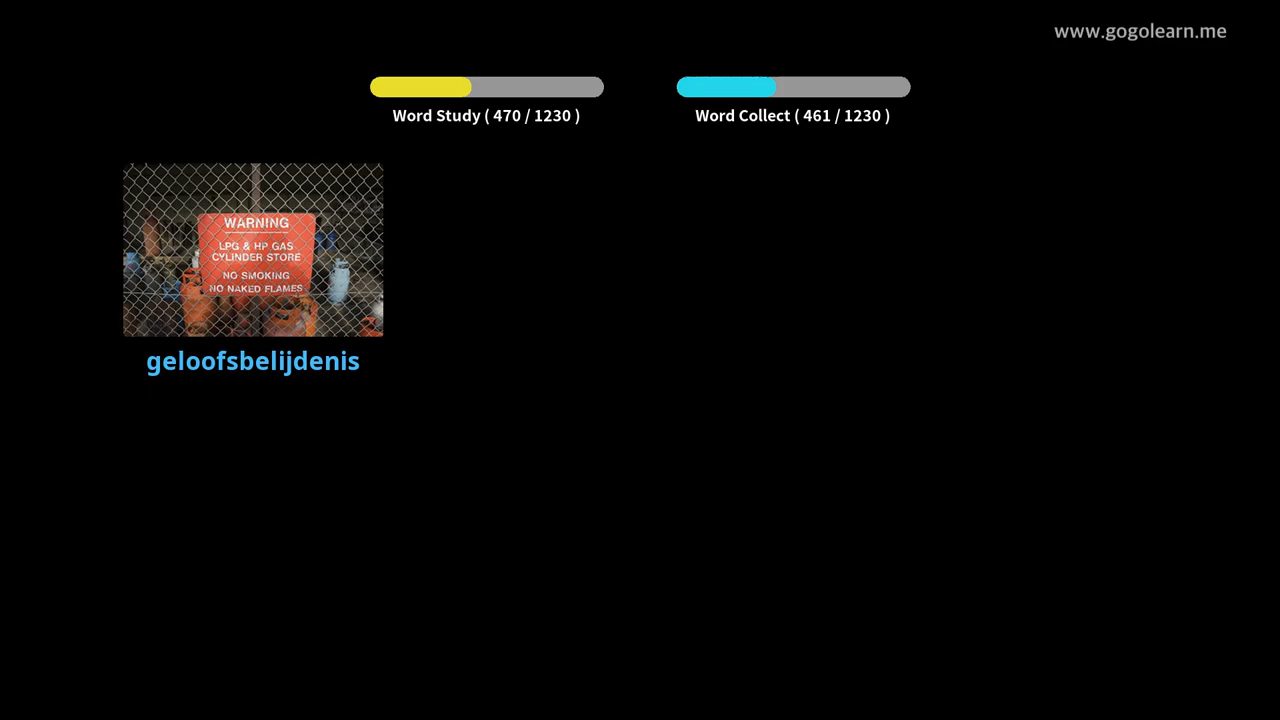 www.gogolearn.me
Word Study ( 470 / 1230 )
Word Collect ( 461 / 1230 )
WARNING
LPG & HP GAS
CYLINDER STORE
NO SMOKING
NO NAKED FLAMES
geloofsbelijdenis